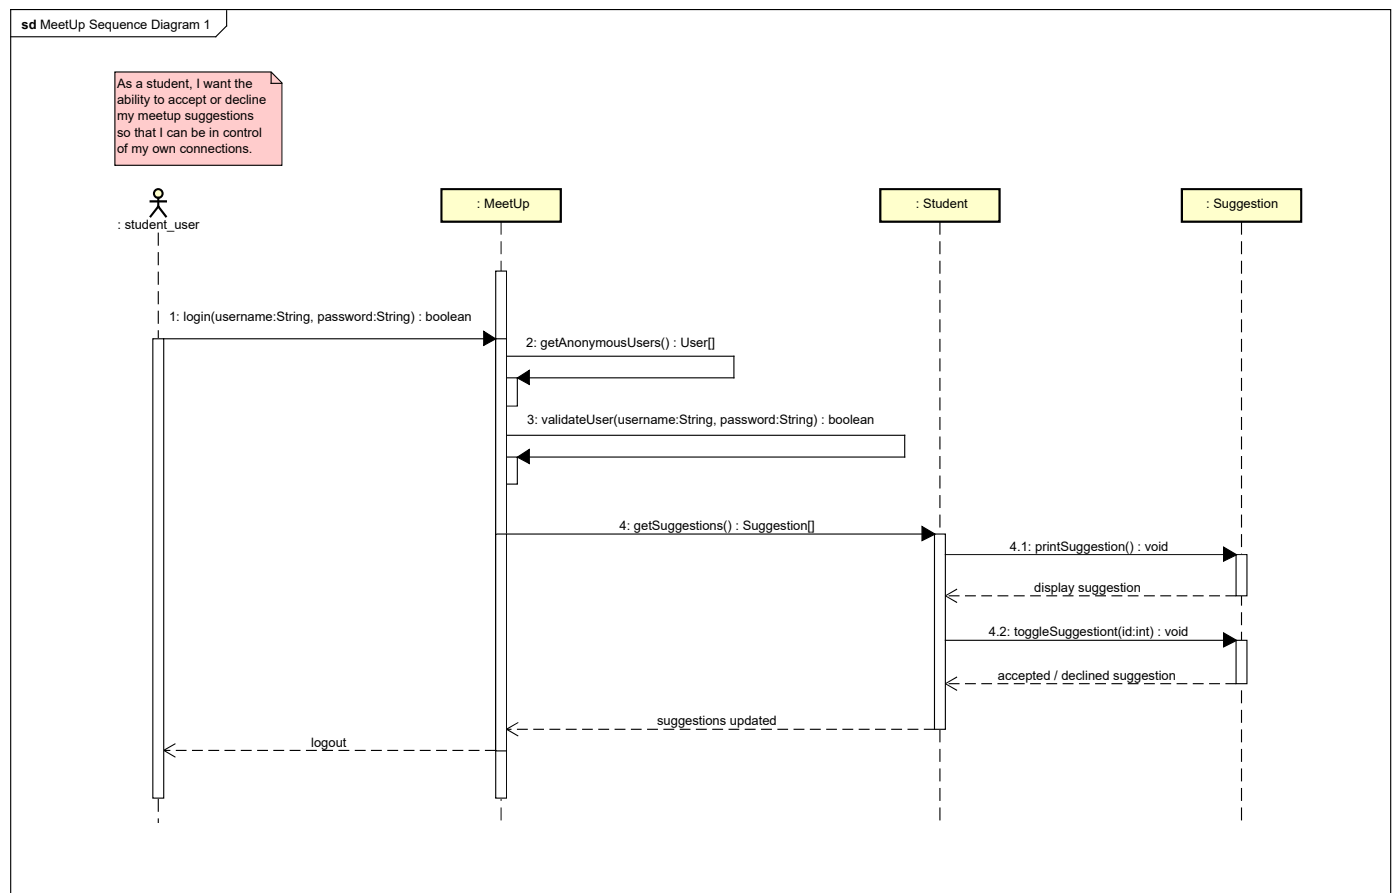 sd MeetUp Sequence Diagram 1
As a student, I want the
ability to accept or decline
my meetup suggestions
so that I can be in control
of my own connections.
: student_user
: MeetUp
: Student
: Suggestion
1: login(username:String, password:String) : boolean
2: getAnonymousUsers() : User[]
3: validateUser(username:String, password:String) : boolean
4: getSuggestions() : Suggestion[]
4.1: printSuggestion() : void
display suggestion
4.2: toggleSuggestiont(id:int) : void
accepted / declined suggestion
suggestions updated
logout